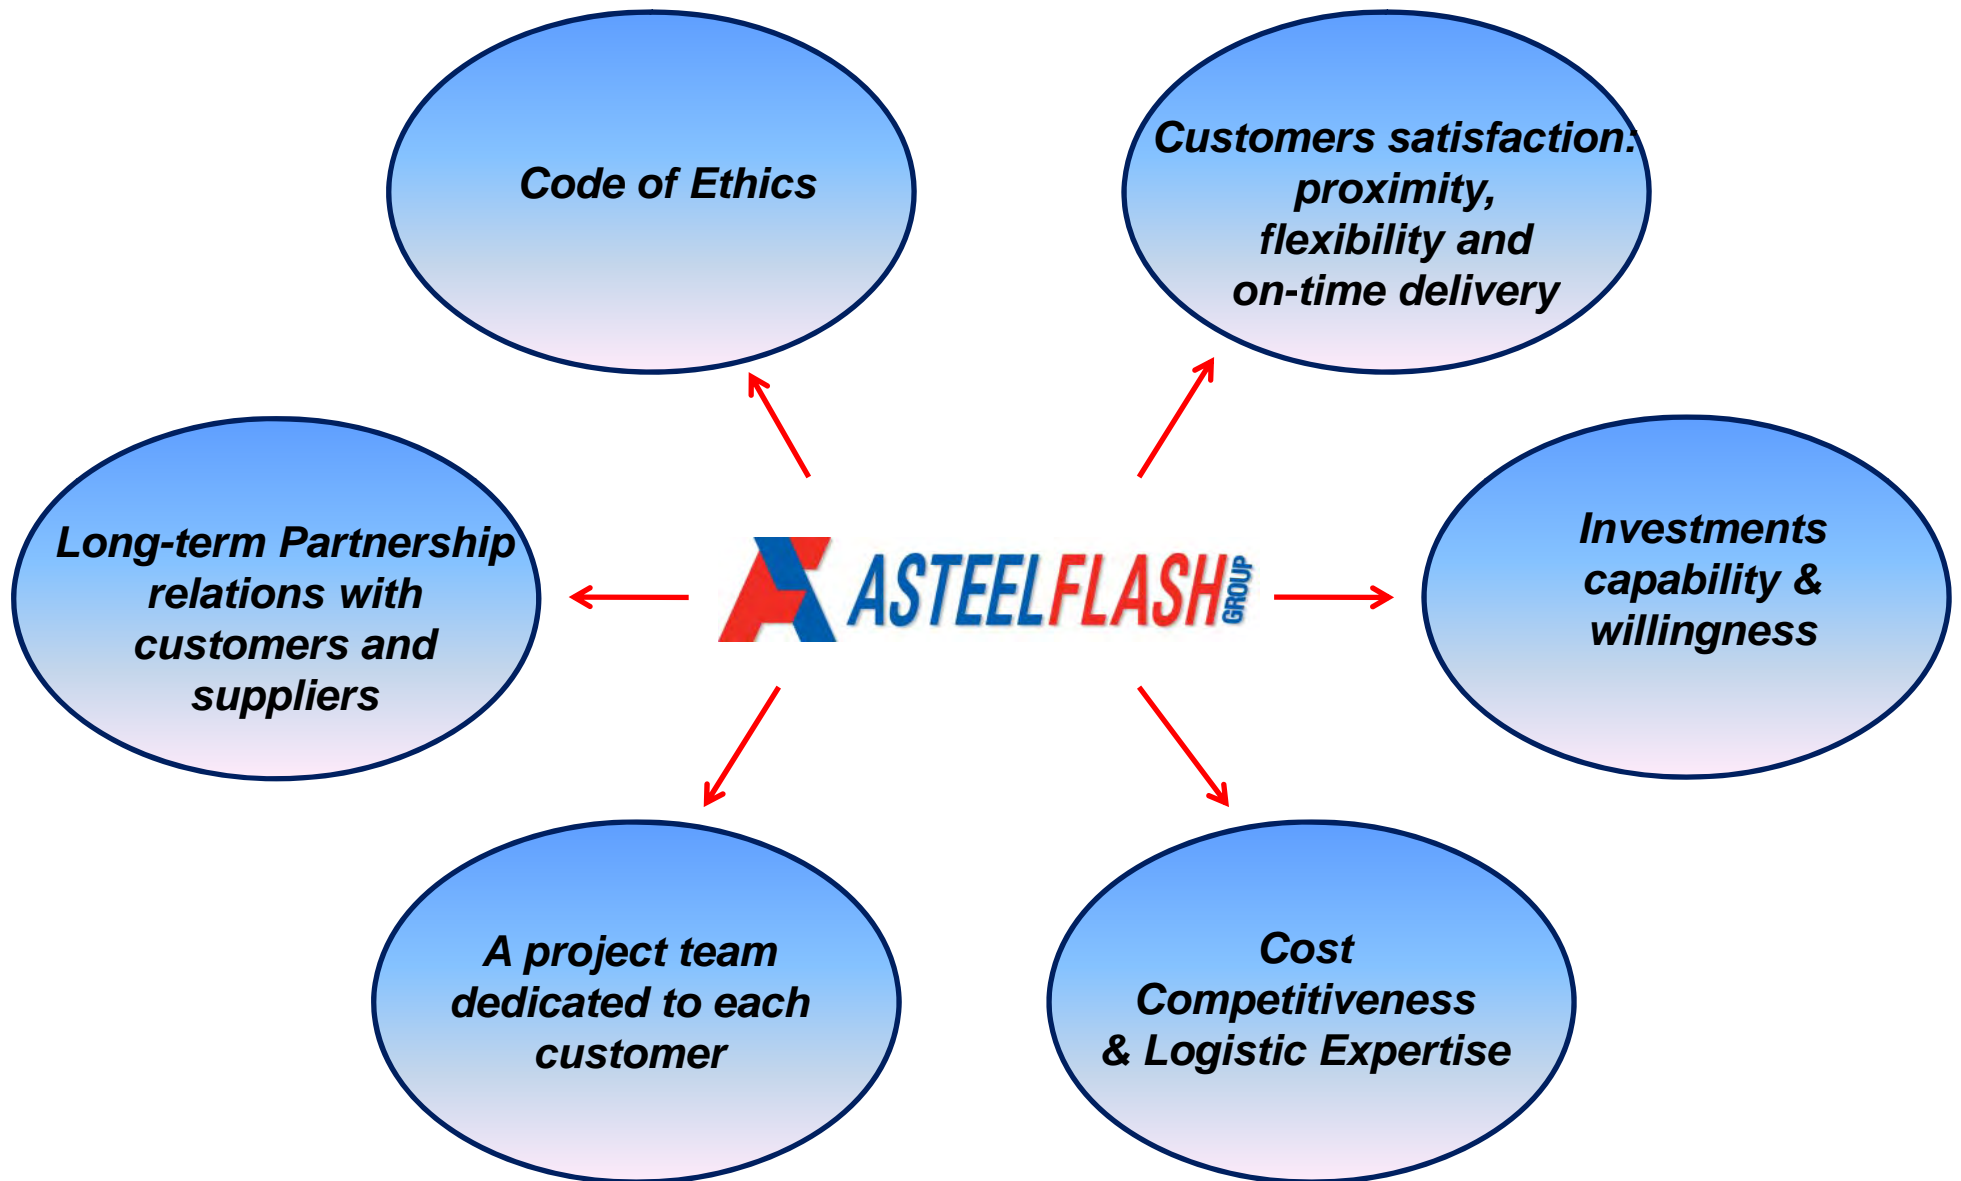 Code of Ethics
Customers satisfaction:
proximity,
flexibility and
on-time delivery
Long-term Partnership
relations with
customers and
suppliers
ASTEELFLASH GROUP
Investments
capability &
willingness
A project team
dedicated to each
customer
Cost
Competitiveness
& Logistic Expertise